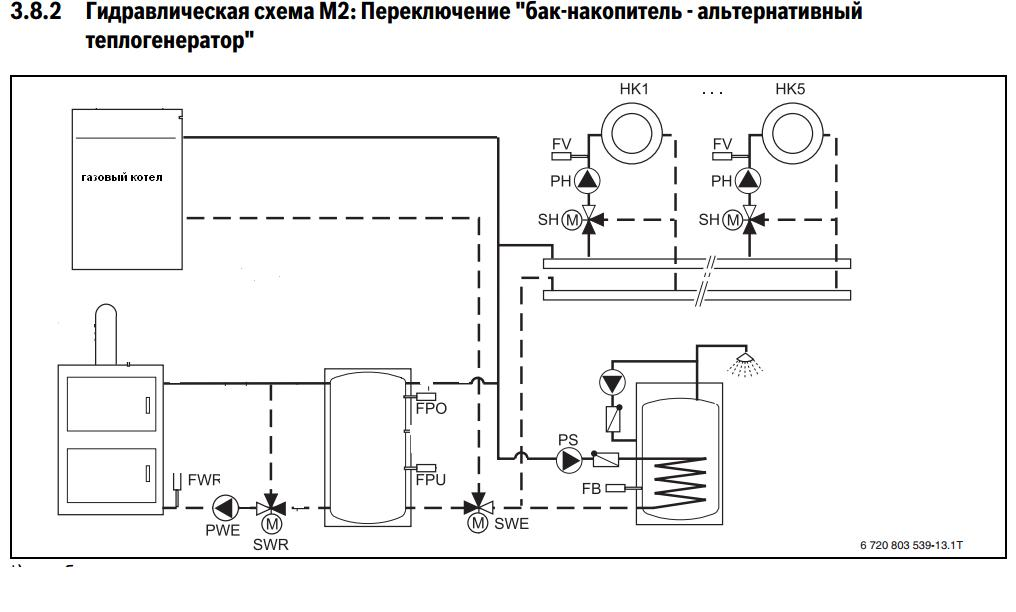 3.8.2 Гидравлическая схема M2: Переключение "бак-накопитель - альтернативный
теплогенератор"
HK1 ... HK5
FV FV
газовый котел
PH PH
SH M SH M
FPO
PS
FPU
FWR
FB
PWE M M SWE
SWR
6 720 803 539-13.1T